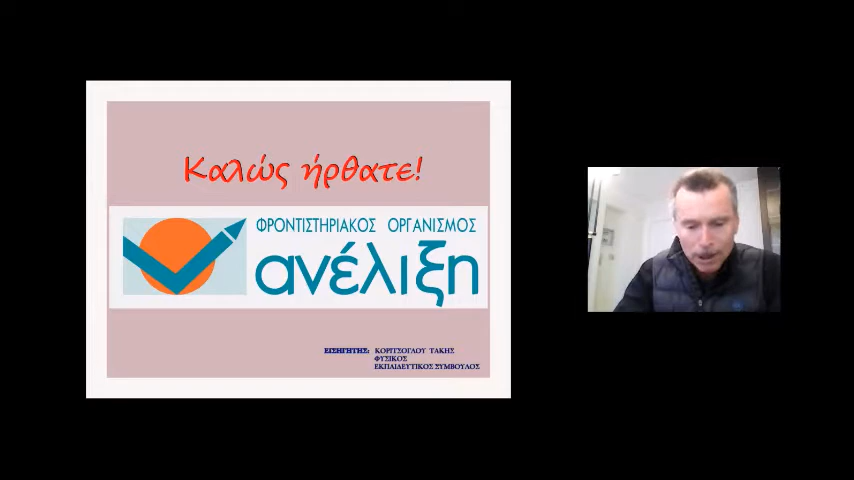 Καλώς ήρθατε!
ΦΡΟΝΤΙΣΤΗΡΙΑΚΟΣ ΟΡΓΑΝΙΣΜΟΣ
ανέλιξη
ΕΙΣΗΓΗΤΗΣ: ΚΟΡΙΤΣΟΓΛΟΥ ΤΑΚΗΣ
ΦΥΣΙΚΟΣ
ΕΚΠΑΙΔΕΥΤΙΚΟΣ ΣΥΜΒΟΥΛΟΣ